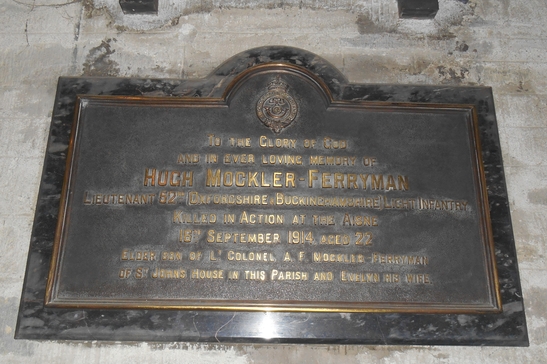 TO THE GLORY OF GOD
AND IN EVER LOVING MEMORY OF
HUGH MOCKLER-FERRYMAN
LIEUTENANT 52ND (OXFORDSHIRE & BUCKINGHAMSHIRE) LIGHT INFANTRY.
KILLED IN ACTION AT THE AISNE
16TH SEPTEMBER 1914 AGED 22
ELDER SON OF LT COLONEL A. F. MOCKLER-FERRYMAN
OF ST JOHNS HOUSE IN THIS PARISH AND EVELYN HIS WIFE.